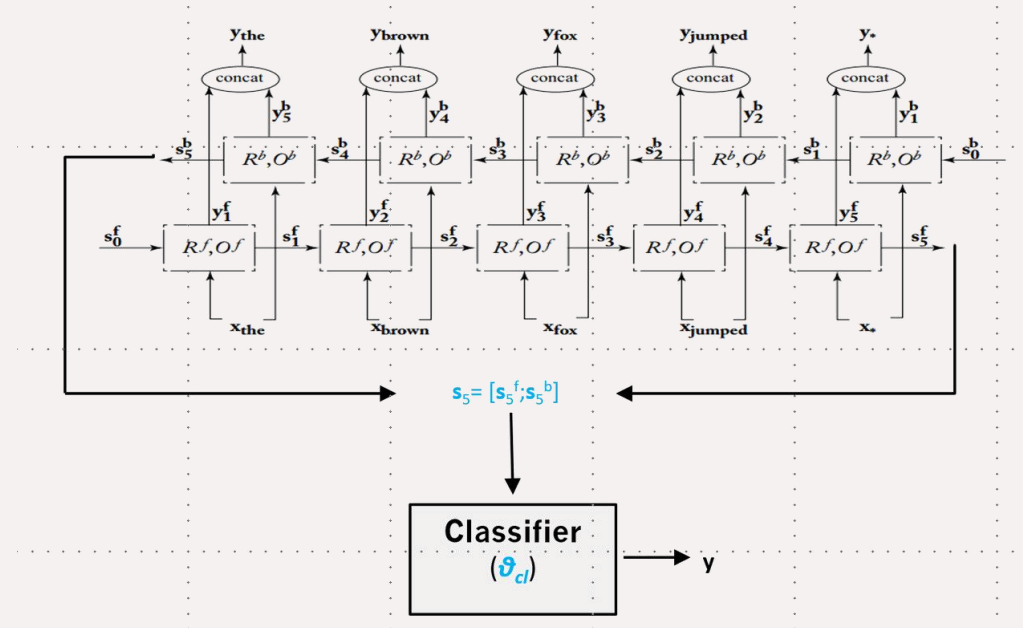 y_the y_brown y_fox y_jumped y_*
concat concat concat concat concat
y^b_5 y^b_4 y^b_3 y^b_2 y^b_1
s^b_5 R^b,O^b s^b_4 R^b,O^b s^b_3 R^b,O^b s^b_2 R^b,O^b s^b_1 R^b,O^b s^b_0
y^f_1 y^f_2 y^f_3 y^f_4 y^f_5
s^f_0 R^f,O^f s^f_1 R^f,O^f s^f_2 R^f,O^f s^f_3 R^f,O^f s^f_4 R^f,O^f s^f_5
x_the x_brown x_fox x_jumped x_*
s_5= [s_5^f;s_5^b]
Classifier
(ϑ_cl)
y